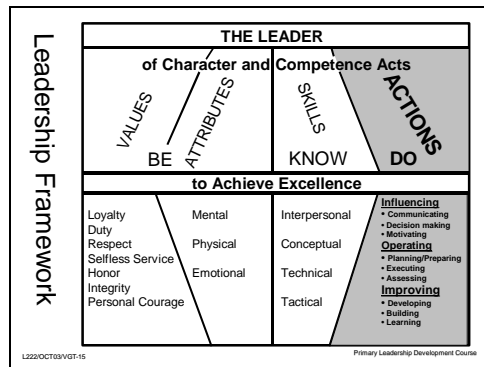 Leadership Framework
THE LEADER
of Character and Competence Acts
VALUES
ATTRIBUTES
SKILLS
ACTIONS
BE
KNOW
DO
to Achieve Excellence
Loyalty
Duty
Respect
Selfless Service
Honor
Integrity
Personal Courage
Mental
Physical
Emotional
Interpersonal
Conceptual
Technical
Tactical
Influencing
• Communicating
• Decision making
• Motivating
Operating
• Planning/Preparing
• Executing
• Assessing
Improving
• Developing
• Building
• Learning
L222/OCT03/VGT-15
Primary Leadership Development Course